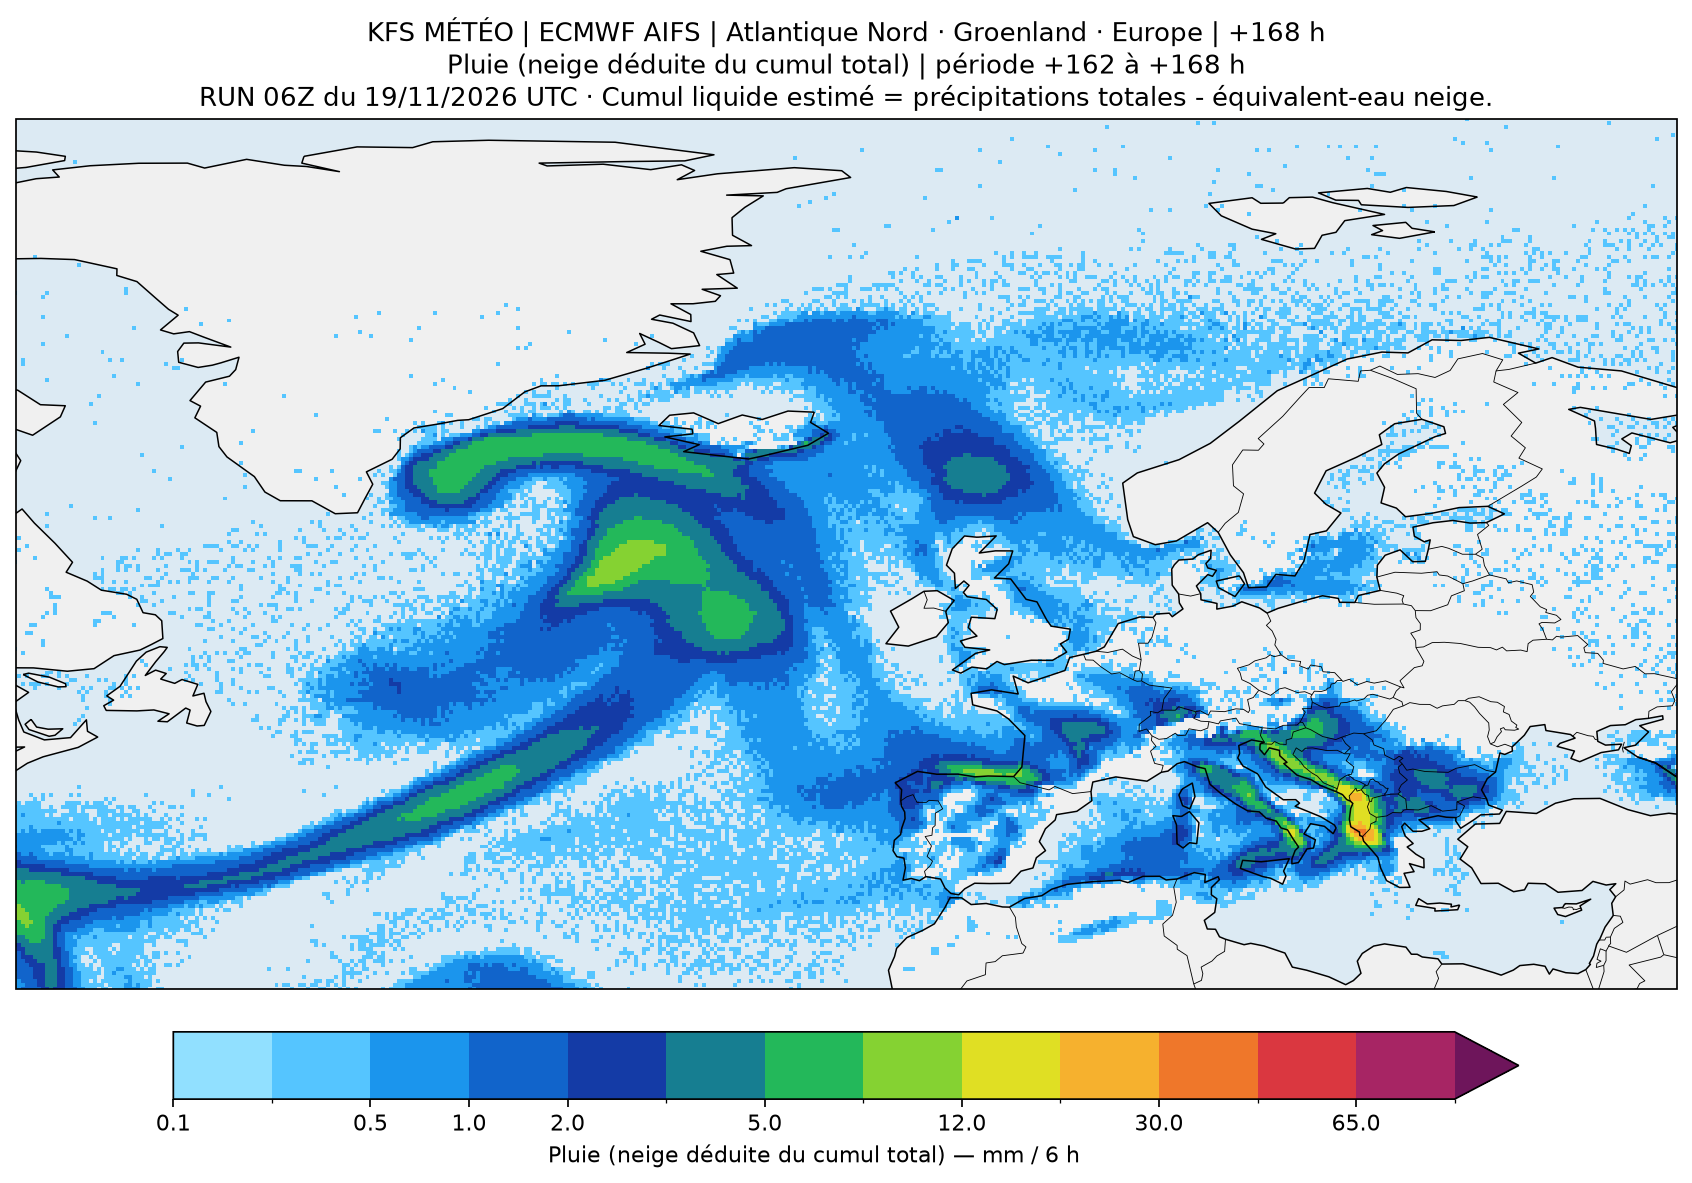 KFS MÉTÉO | ECMWF AIFS | Atlantique Nord · Groenland · Europe | +168 h
Pluie (neige déduite du cumul total) | période +162 à +168 h
RUN 06Z du 19/11/2026 UTC · Cumul liquide estimé = précipitations totales - équivalent-eau neige.
0.1 0.5 1.0 2.0 5.0 12.0 30.0 65.0
Pluie (neige déduite du cumul total) — mm / 6 h